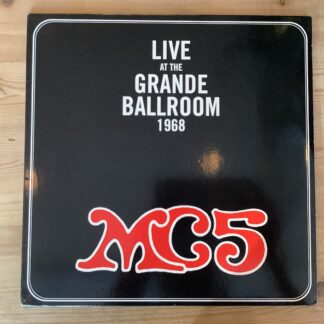 LIVE
AT THE
GRANDE
BALLROOM
1968
MC5